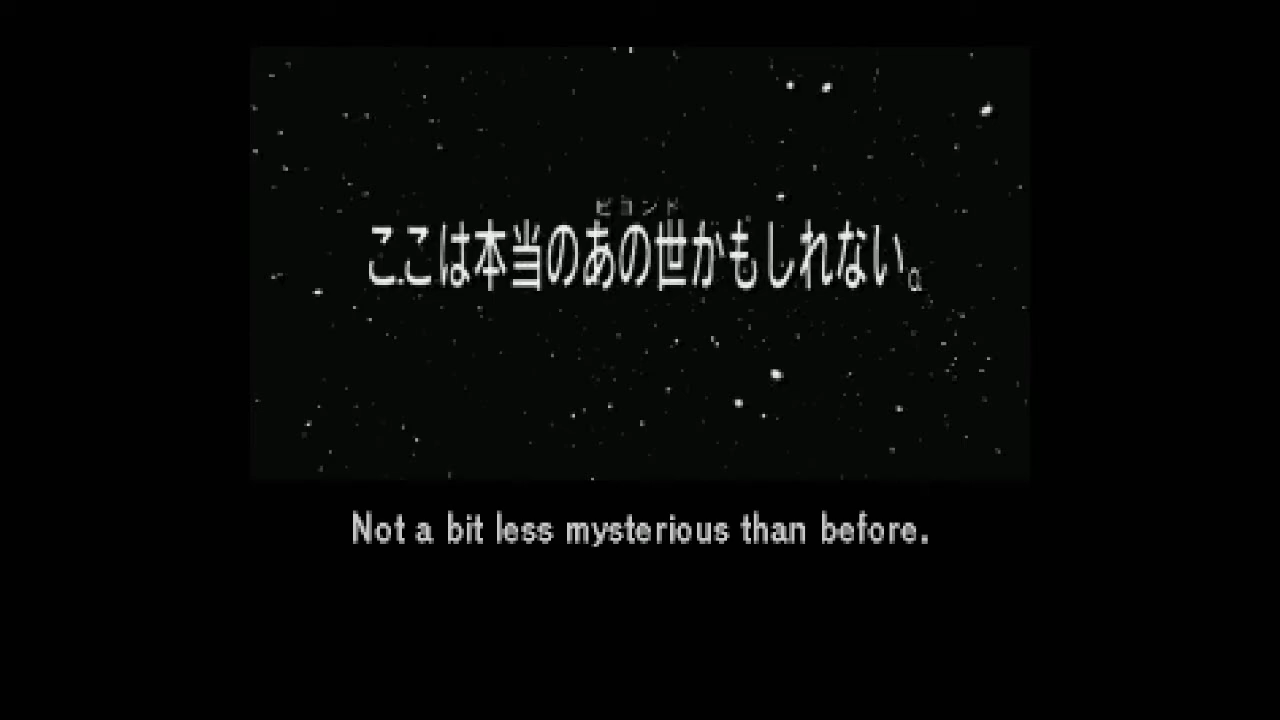 ビヨンド
ここは本当のあの世かもしれない。
Not a bit less mysterious than before.